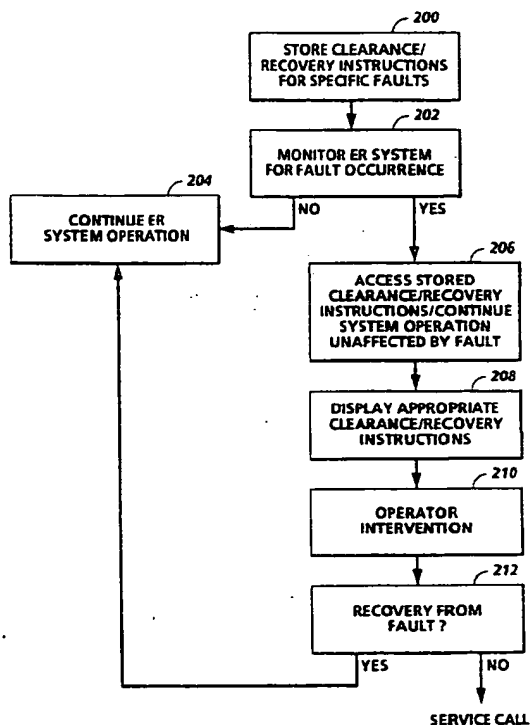 200
STORE CLEARANCE/
RECOVERY INSTRUCTIONS
FOR SPECIFIC FAULTS
202
MONITOR ER SYSTEM
FOR FAULT OCCURRENCE
NO
YES
204
CONTINUE ER
SYSTEM OPERATION
206
ACCESS STORED
CLEARANCE/RECOVERY
INSTRUCTIONS/CONTINUE
SYSTEM OPERATION
UNAFFECTED BY FAULT
208
DISPLAY APPROPRIATE
CLEARANCE/RECOVERY
INSTRUCTIONS
210
OPERATOR
INTERVENTION
212
RECOVERY FROM
FAULT ?
YES
NO
SERVICE CALL